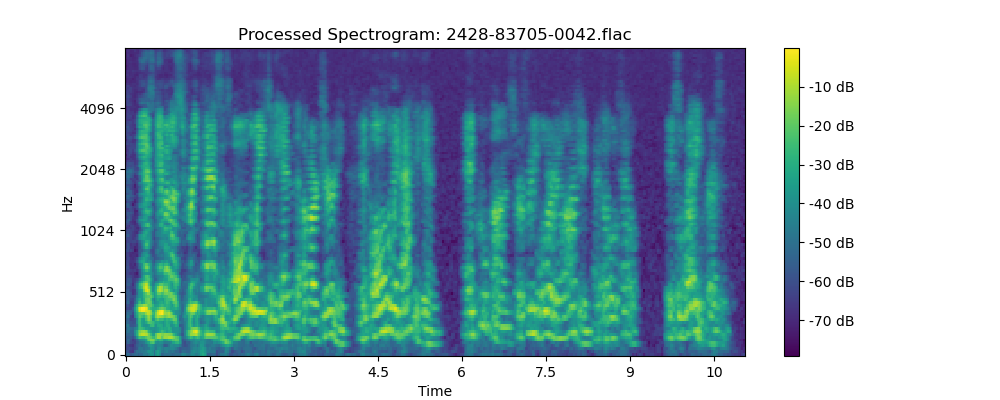 Processed Spectrogram: 2428-83705-0042.flac
Hz
4096
2048
1024
512
0
0 1.5 3 4.5 6 7.5 9 10
Time
-10 dB
-20 dB
-30 dB
-40 dB
-50 dB
-60 dB
-70 dB